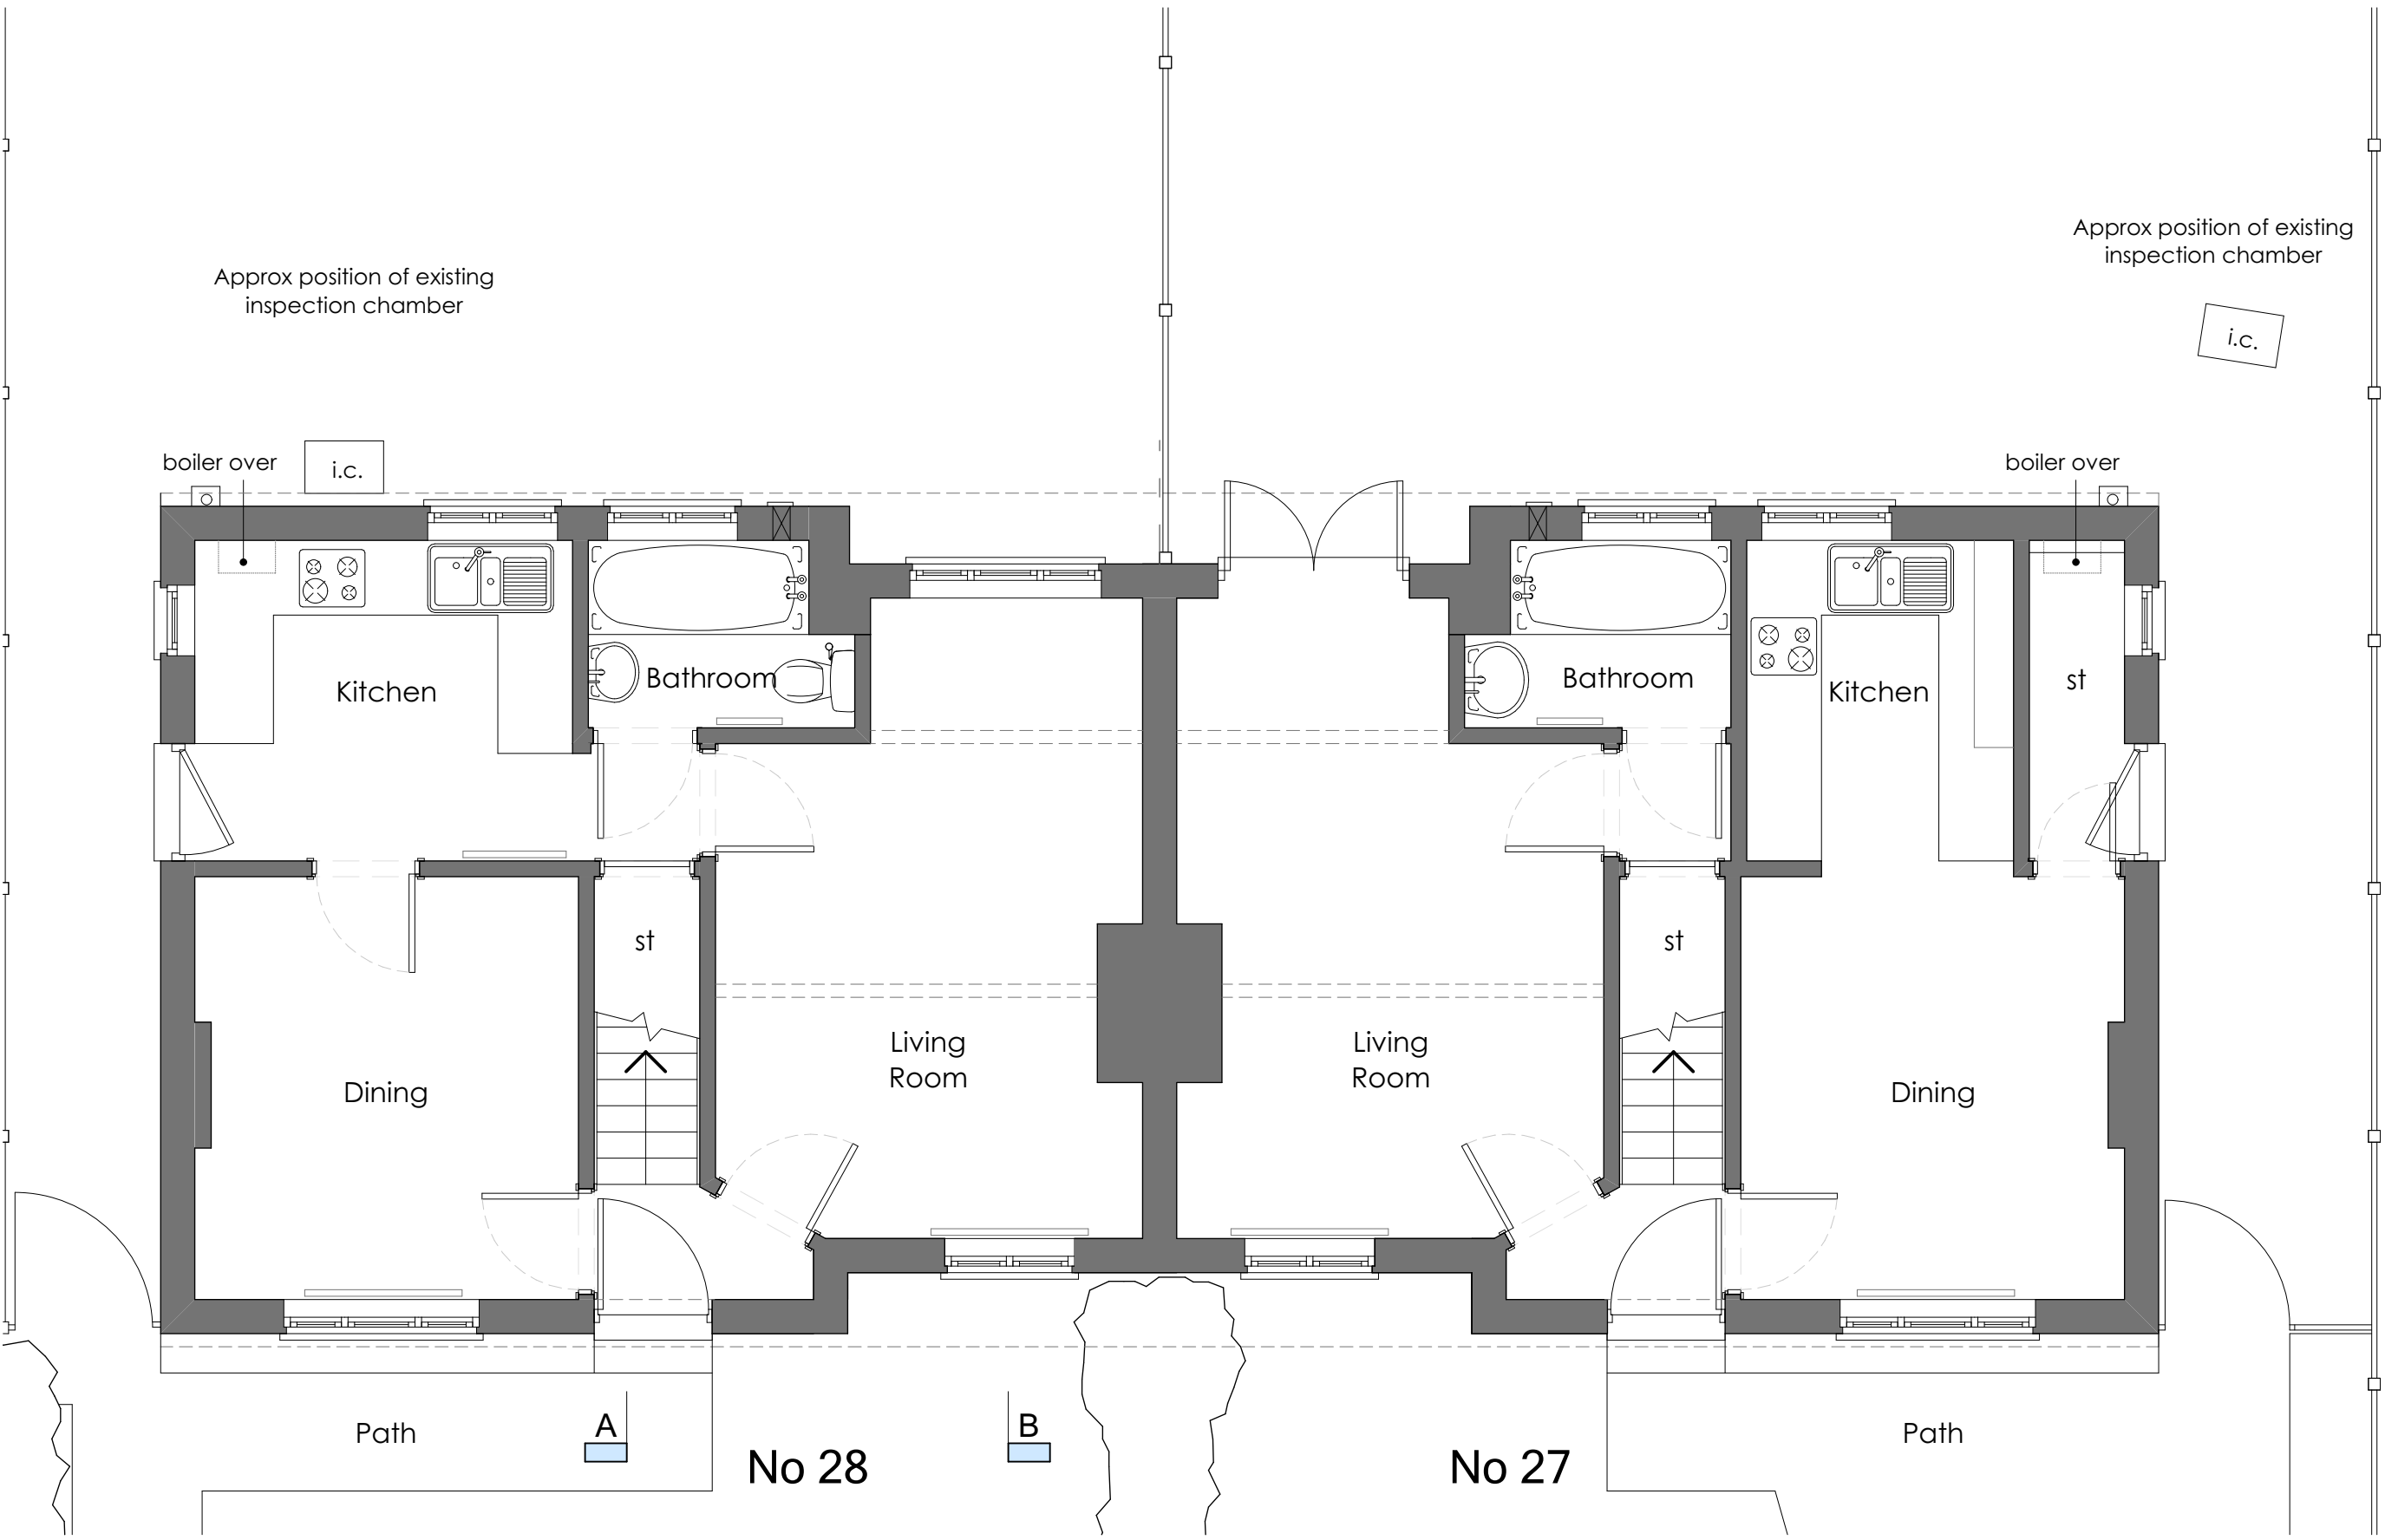 Approx position of existing
inspection chamber
Approx position of existing
inspection chamber
i.c.
boiler over
i.c.
boiler over
Kitchen
Bathroom
Bathroom
Kitchen
st
st
st
Living
Room
Living
Room
Dining
Dining
Path
A
B
No 28
No 27
Path